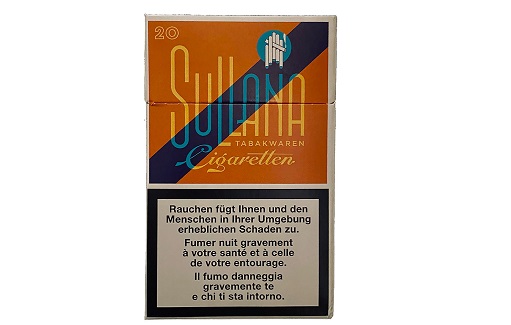 20
SULLANA
TABAKWAREN
Cigaretten
Rauchen fügt Ihnen und den
Menschen in Ihrer Umgebung
erheblichen Schaden zu.
Fumer nuit gravement
à votre santé et à celle
de votre entourage.
Il fumo danneggia
gravemente te
e chi ti sta intorno.